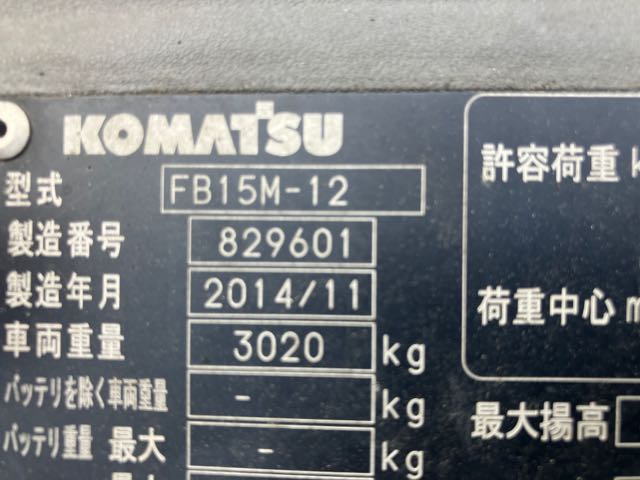 KOMATSU
型式 FB15M-12
製造番号 829601
製造年月 2014/11
車両重量 3020 kg
バッテリを除く車両重量 - kg
バッテリ重量 最大 - kg
許容荷重 k
荷重中心 m
最大揚高